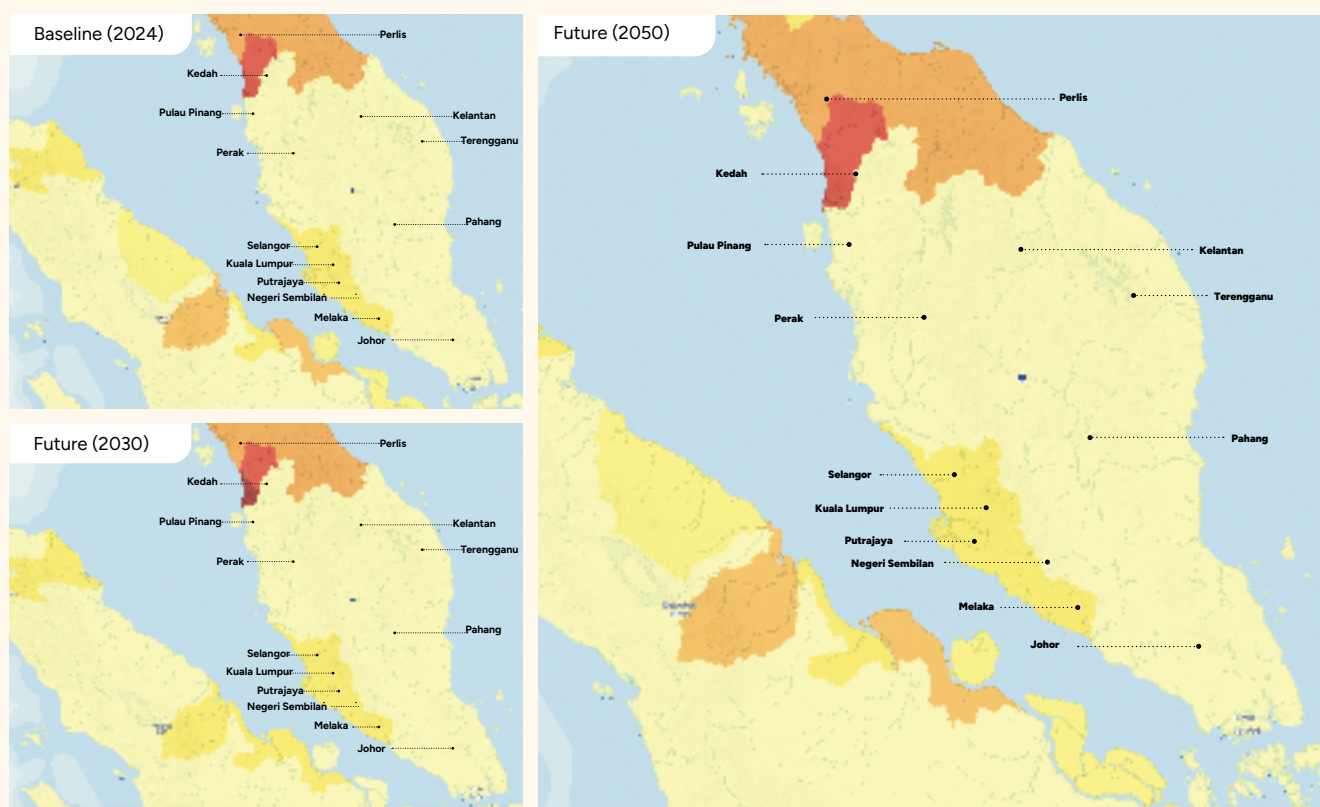 Baseline (2024)
Perlis
Kedah
Pulau Pinang
Kelantan
Terengganu
Perak
Pahang
Selangor
Kuala Lumpur
Putrajaya
Negeri Sembilan
Melaka
Johor
Future (2030)
Perlis
Kedah
Pulau Pinang
Kelantan
Terengganu
Perak
Pahang
Selangor
Kuala Lumpur
Putrajaya
Negeri Sembilan
Melaka
Johor
Future (2050)
Perlis
Kedah
Pulau Pinang
Kelantan
Terengganu
Perak
Pahang
Selangor
Kuala Lumpur
Putrajaya
Negeri Sembilan
Melaka
Johor